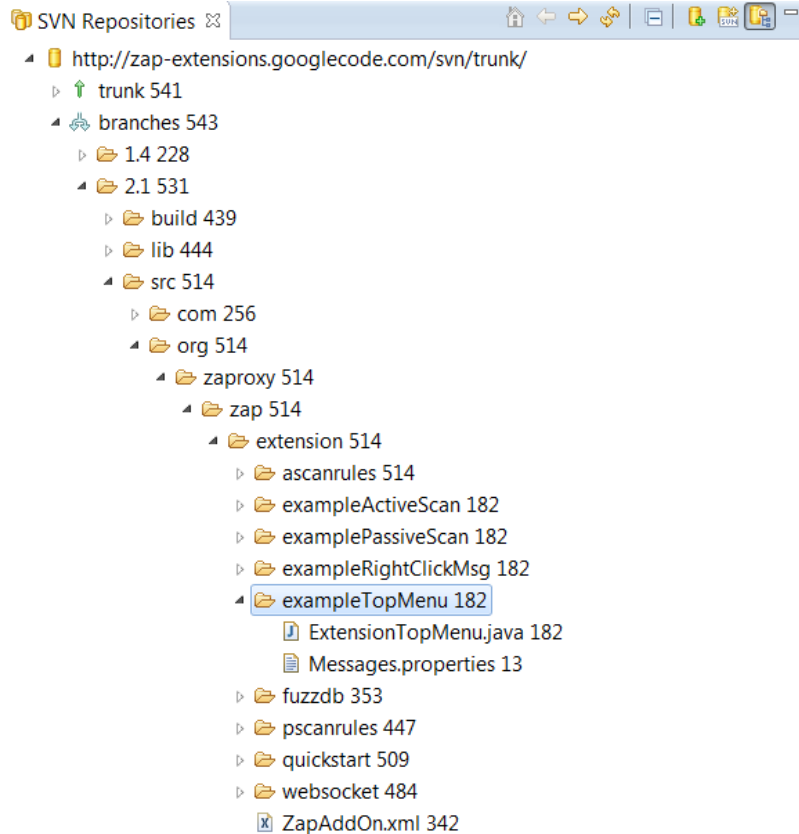 SVN Repositories
http://zap-extensions.googlecode.com/svn/trunk/
trunk 541
branches 543
1.4 228
2.1 531
build 439
lib 444
src 514
com 256
org 514
zaproxy 514
zap 514
extension 514
ascanrules 514
exampleActiveScan 182
examplePassiveScan 182
exampleRightClickMsg 182
exampleTopMenu 182
ExtensionTopMenu.java 182
Messages.properties 13
fuzzdb 353
pscanrules 447
quickstart 509
websocket 484
ZapAddOn.xml 342